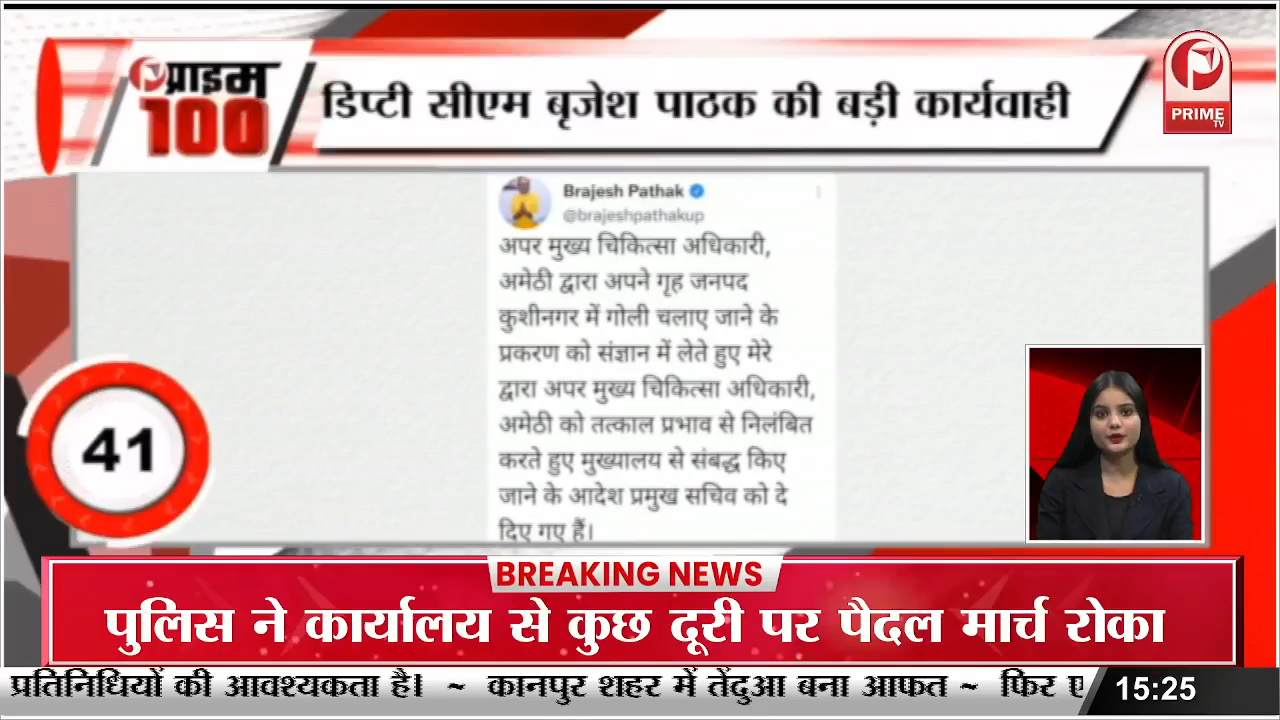 प्राइम
100
डिप्टी सीएम बृजेश पाठक की बड़ी कार्यवाही
PRIME
TV
Brajesh Pathak
@brajeshpathakup
अपर मुख्य चिकित्सा अधिकारी,
अमेठी द्वारा अपने गृह जनपद
कुशीनगर में गोली चलाए जाने के
प्रकरण को संज्ञान में लेते हुए मेरे
द्वारा अपर मुख्य चिकित्सा अधिकारी,
अमेठी को तत्काल प्रभाव से निलंबित
करते हुए मुख्यालय से संबद्ध किए
जाने के आदेश प्रमुख सचिव को दे
दिए गए हैं।
41
BREAKING NEWS
पुलिस ने कार्यालय से कुछ दूरी पर पैदल मार्च रोका
प्रतिनिधियों की आवश्यकता है। ~ कानपुर शहर में तेंदुआ बना आफत ~ फिर ए
15:25